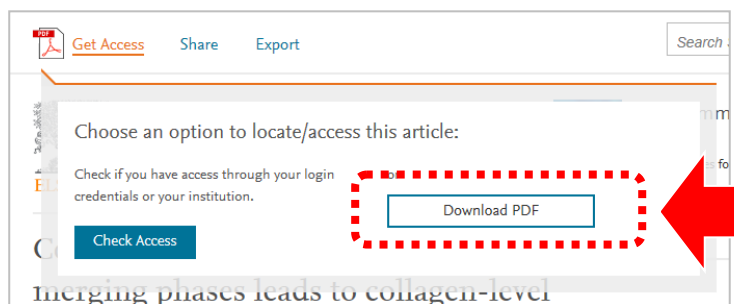 PDF
Get Access Share Export Search
Choose an option to locate/access this article:
Check if you have access through your login or
credentials or your institution.
Download PDF
Check Access
merging phases leads to collagen-level